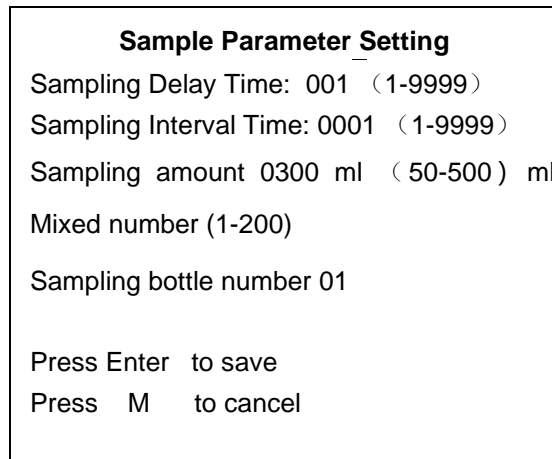 Sample Parameter Setting
Sampling Delay Time: 001 （1-9999）
Sampling Interval Time: 0001 （1-9999）
Sampling amount 0300 ml （50-500） ml
Mixed number (1-200)
Sampling bottle number 01
Press Enter to save
Press M to cancel